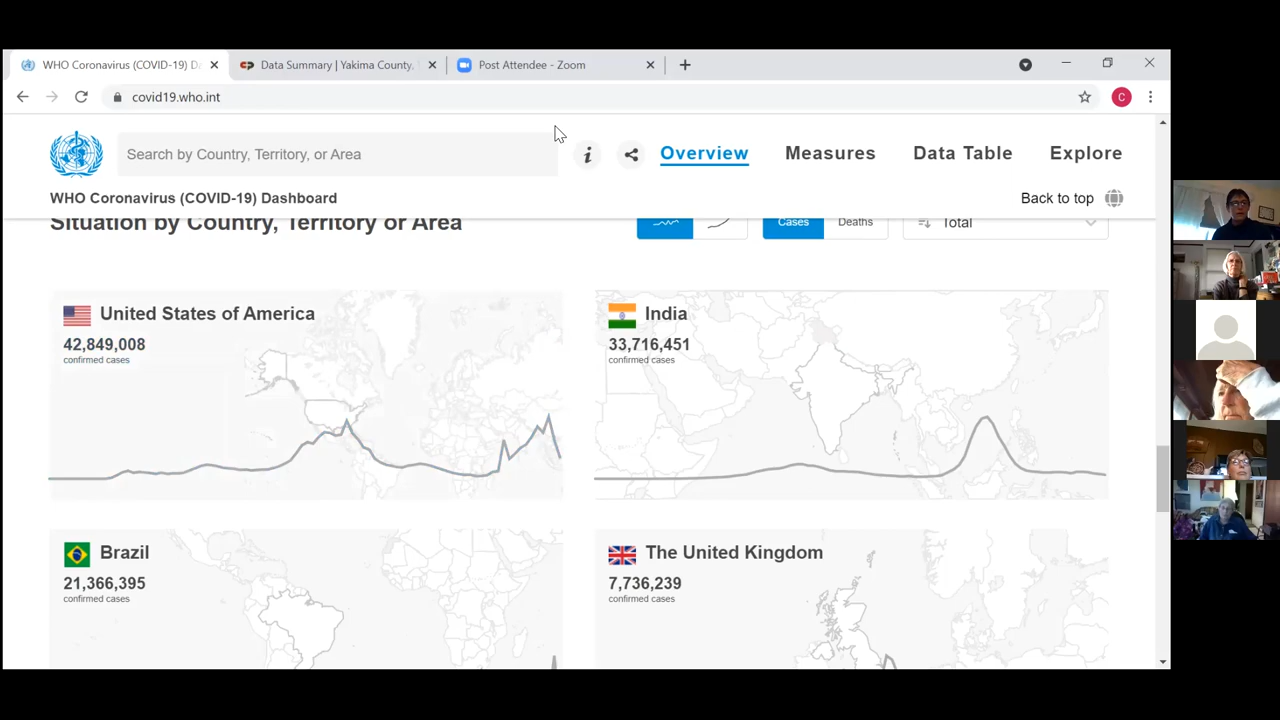 WHO Coronavirus (COVID-19) Da
Data Summary | Yakima County,
Post Attendee - Zoom
covid19.who.int
C
Search by Country, Territory, or Area
i
Overview
Measures
Data Table
Explore
WHO Coronavirus (COVID-19) Dashboard
Back to top
Situation by Country, Territory or Area
Cases
Deaths
Total
United States of America
42,849,008
confirmed cases
India
33,716,451
confirmed cases
Brazil
21,366,395
confirmed cases
The United Kingdom
7,736,239
confirmed cases